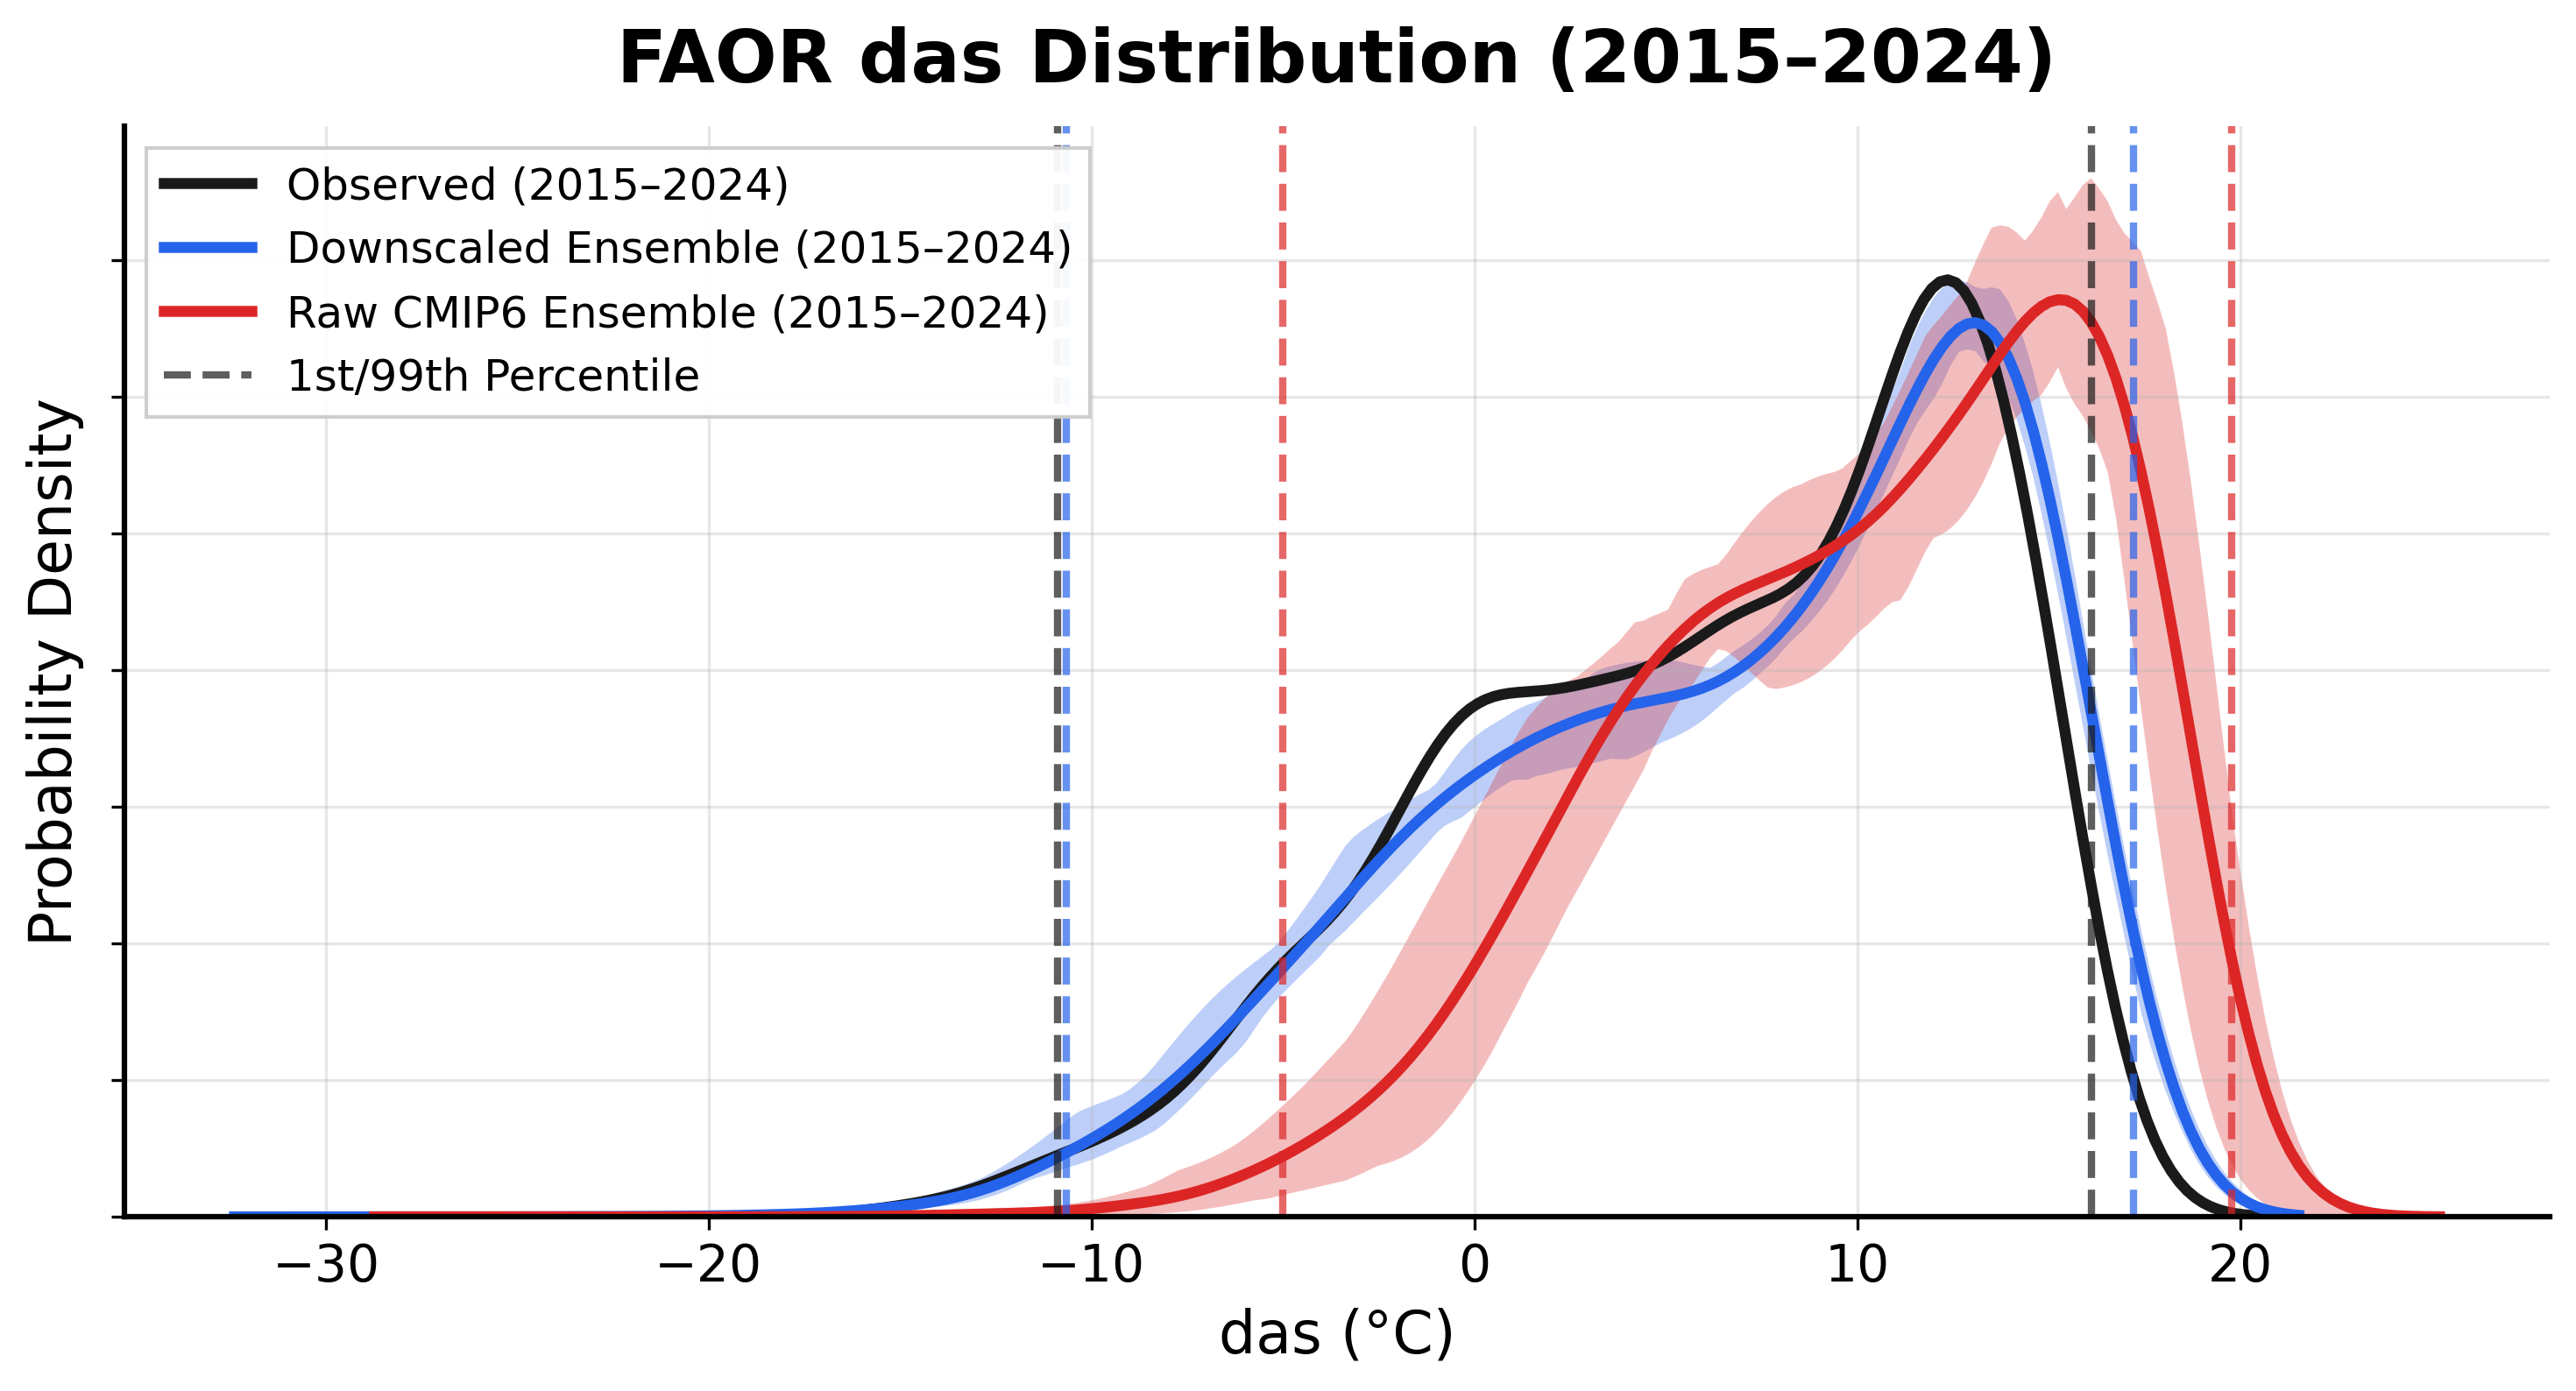 FAOR das Distribution (2015–2024)
Observed (2015–2024)
Downscaled Ensemble (2015–2024)
Raw CMIP6 Ensemble (2015–2024)
1st/99th Percentile
Probability Density
−30
−20
−10
0
10
20
das (°C)